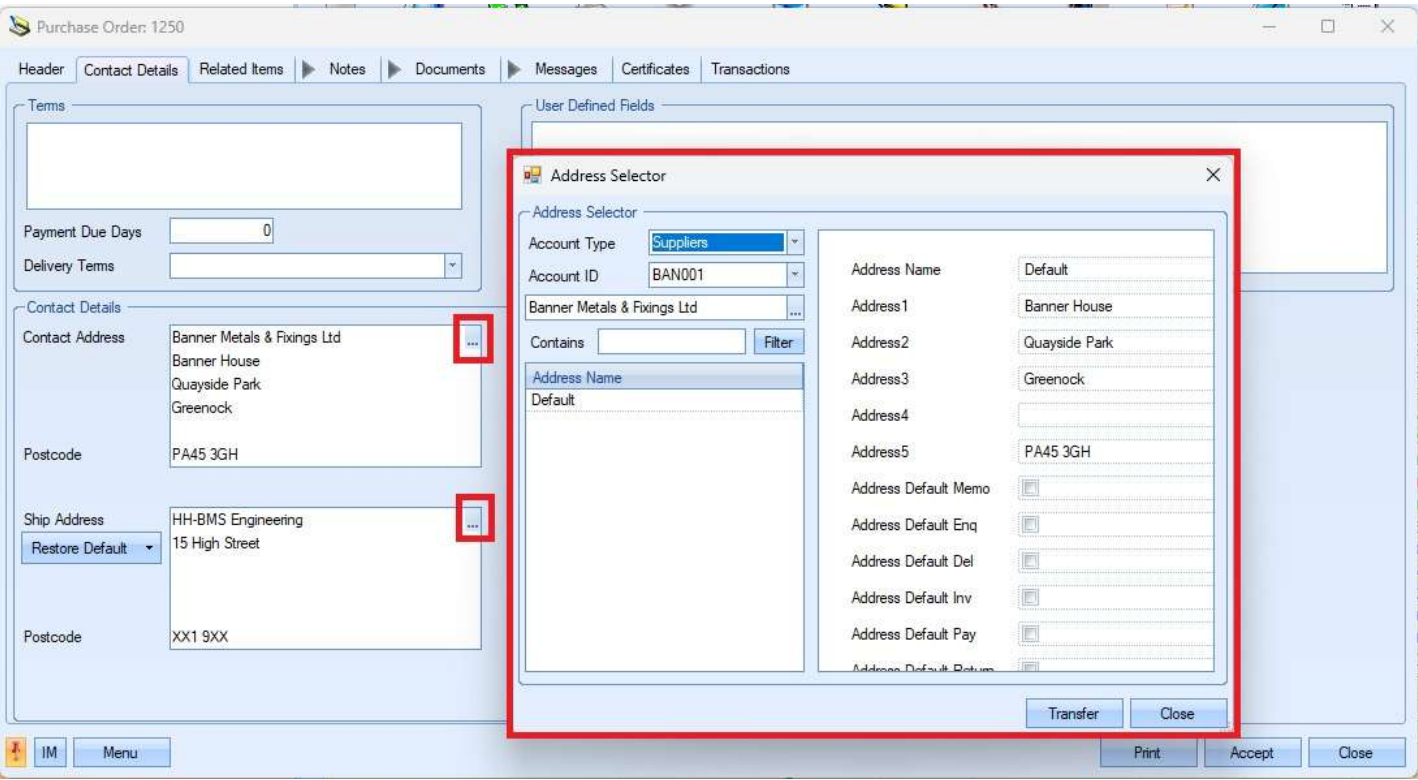 Purchase Order: 1250
Header Contact Details Related Items Notes Documents Messages Certificates Transactions
Terms
Payment Due Days 0
Delivery Terms
Contact Details
Contact Address Banner Metals & Fixings Ltd ...
Banner House
Quayside Park
Greenock
Postcode PA45 3GH
Ship Address HH-BMS Engineering ...
Restore Default 15 High Street
Postcode XX1 9XX
User Defined Fields
Address Selector
Address Selector
Account Type Suppliers
Account ID BAN001
Banner Metals & Fixings Ltd ...
Contains Filter
Address Name
Default
Address Name Default
Address1 Banner House
Address2 Quayside Park
Address3 Greenock
Address4
Address5 PA45 3GH
Address Default Memo
Address Default Enq
Address Default Del
Address Default Inv
Address Default Pay
Address Default Return
Transfer Close
IM Menu Print Accept Close